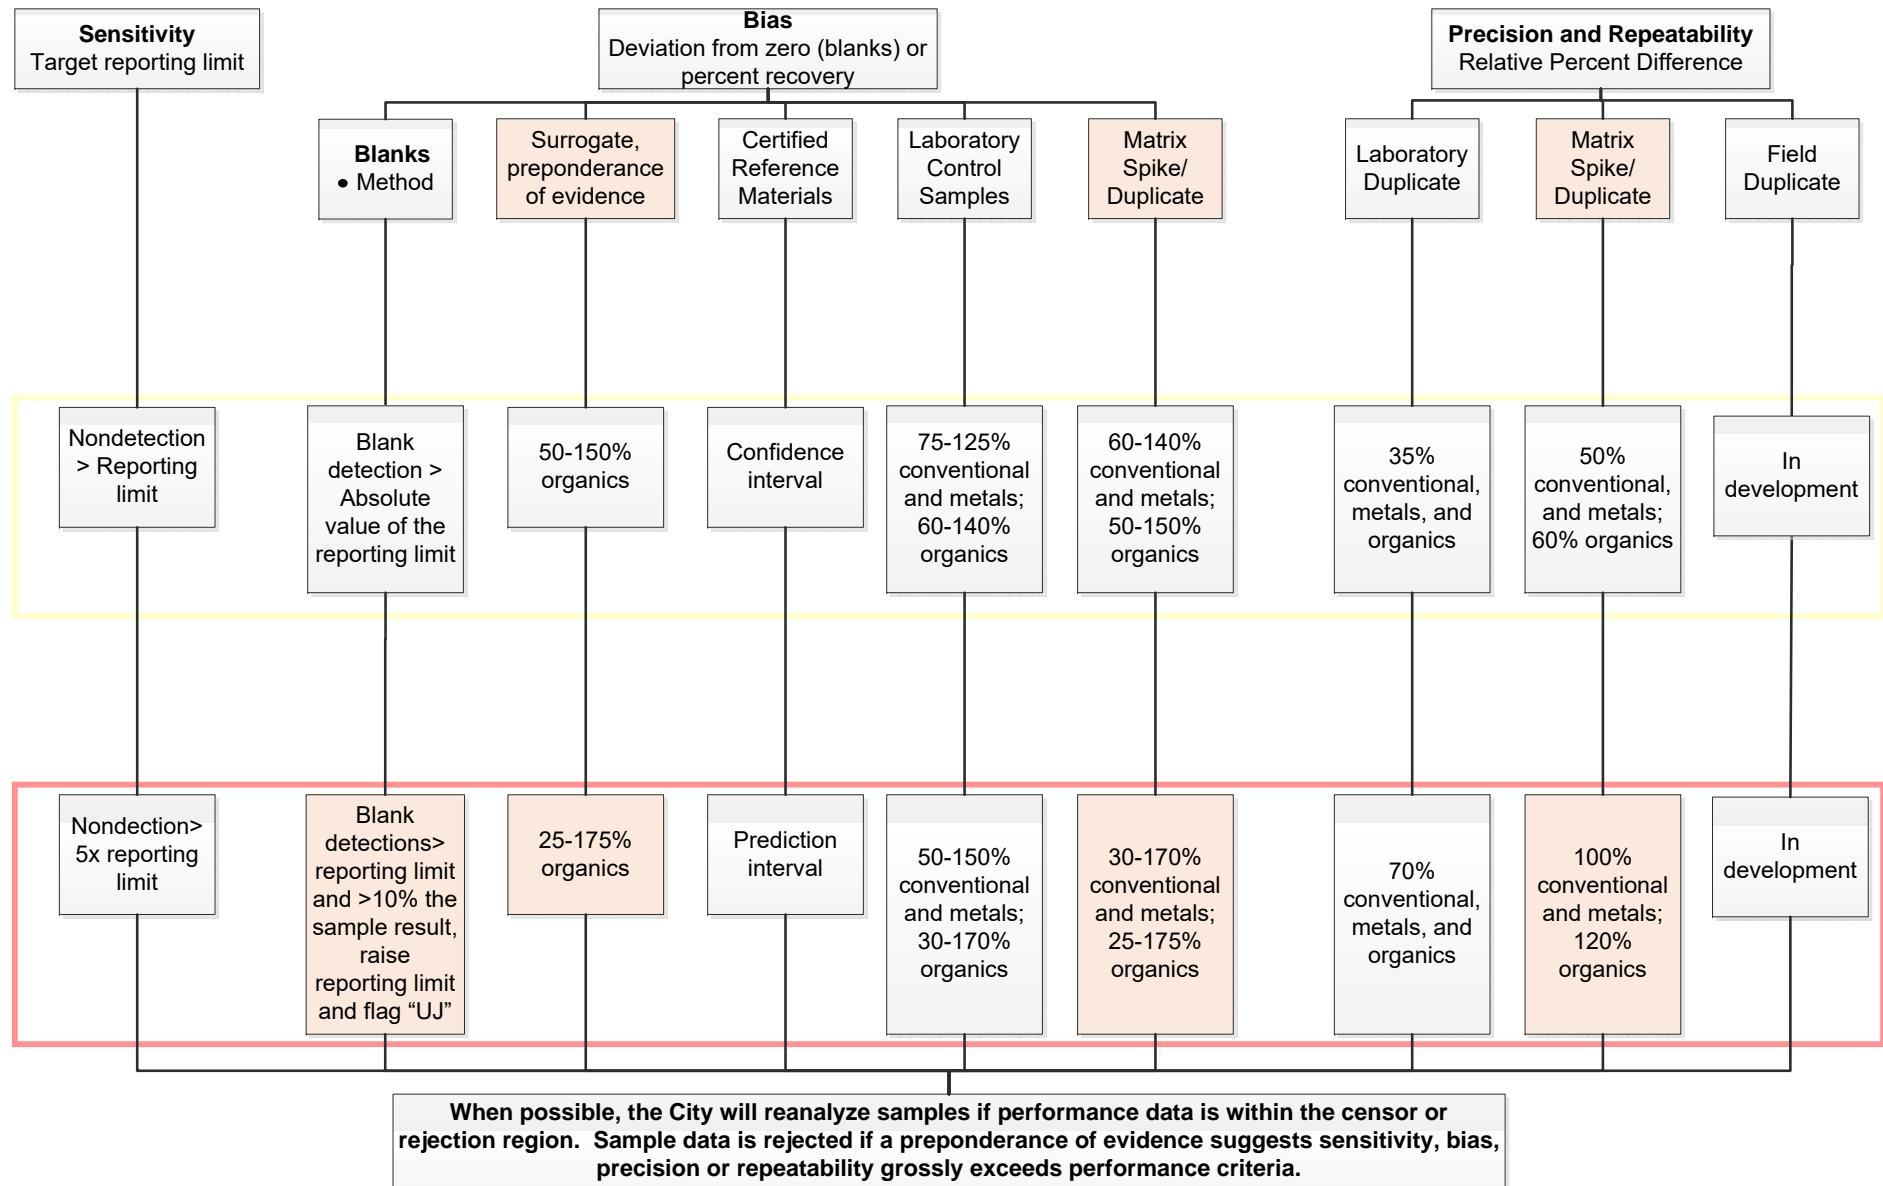 Sensitivity
Target reporting limit
Bias
Deviation from zero (blanks) or
percent recovery
Precision and Repeatability
Relative Percent Difference
Blanks
• Method
Surrogate,
preponderance
of evidence
Certified
Reference
Materials
Laboratory
Control
Samples
Matrix
Spike/
Duplicate
Laboratory
Duplicate
Matrix
Spike/
Duplicate
Field
Duplicate
Nondetection
> Reporting
limit
Blank
detection >
Absolute
value of the
reporting limit
50-150%
organics
Confidence
interval
75-125%
conventional
and metals;
60-140%
organics
60-140%
conventional
and metals;
50-150%
organics
35%
conventional,
metals, and
organics
50%
conventional,
and metals;
60% organics
In
development
Nondection>
5x reporting
limit
Blank
detections>
reporting limit
and >10% the
sample result,
raise
reporting limit
and flag “UJ”
25-175%
organics
Prediction
interval
50-150%
conventional
and metals;
30-170%
organics
30-170%
conventional
and metals;
25-175%
organics
70%
conventional,
metals, and
organics
100%
conventional
and metals;
120%
organics
In
development
When possible, the City will reanalyze samples if performance data is within the censor or
rejection region.  Sample data is rejected if a preponderance of evidence suggests sensitivity, bias,
precision or repeatability grossly exceeds performance criteria.